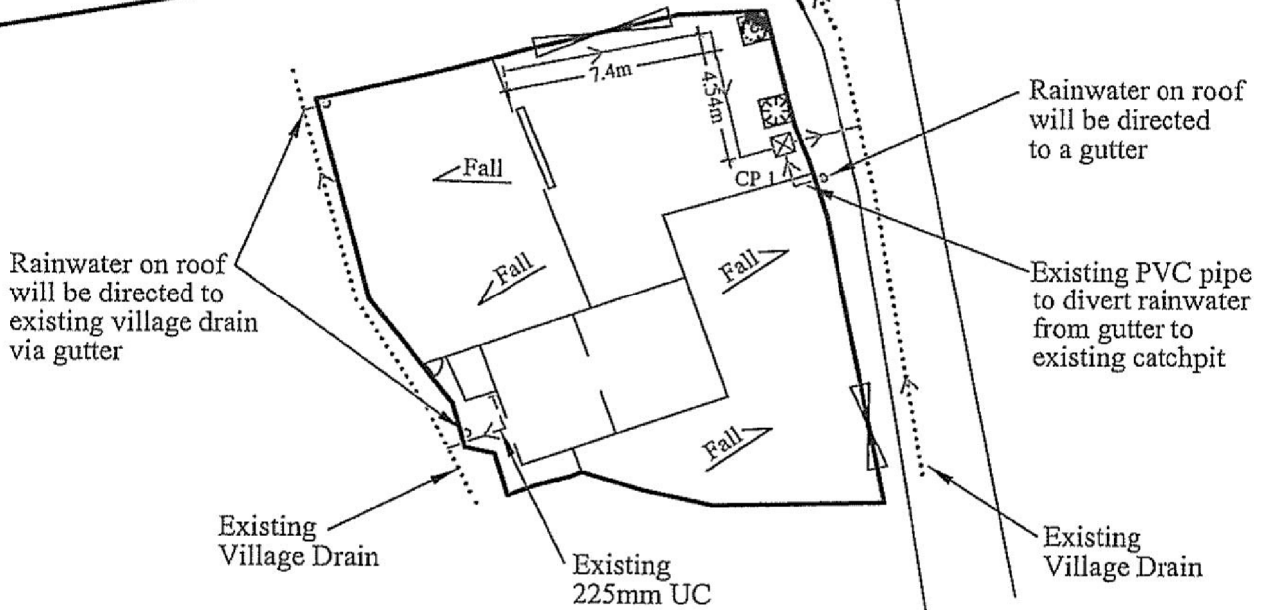 7.4m
4.54m
Rainwater on roof
will be directed
to a gutter
Fall
CP 1
Fall
Fall
Rainwater on roof
will be directed to
existing village drain
via gutter
Existing PVC pipe
to divert rainwater
from gutter to
existing catchpit
Fall
Existing
Village Drain
Existing
225mm UC
Existing
Village Drain